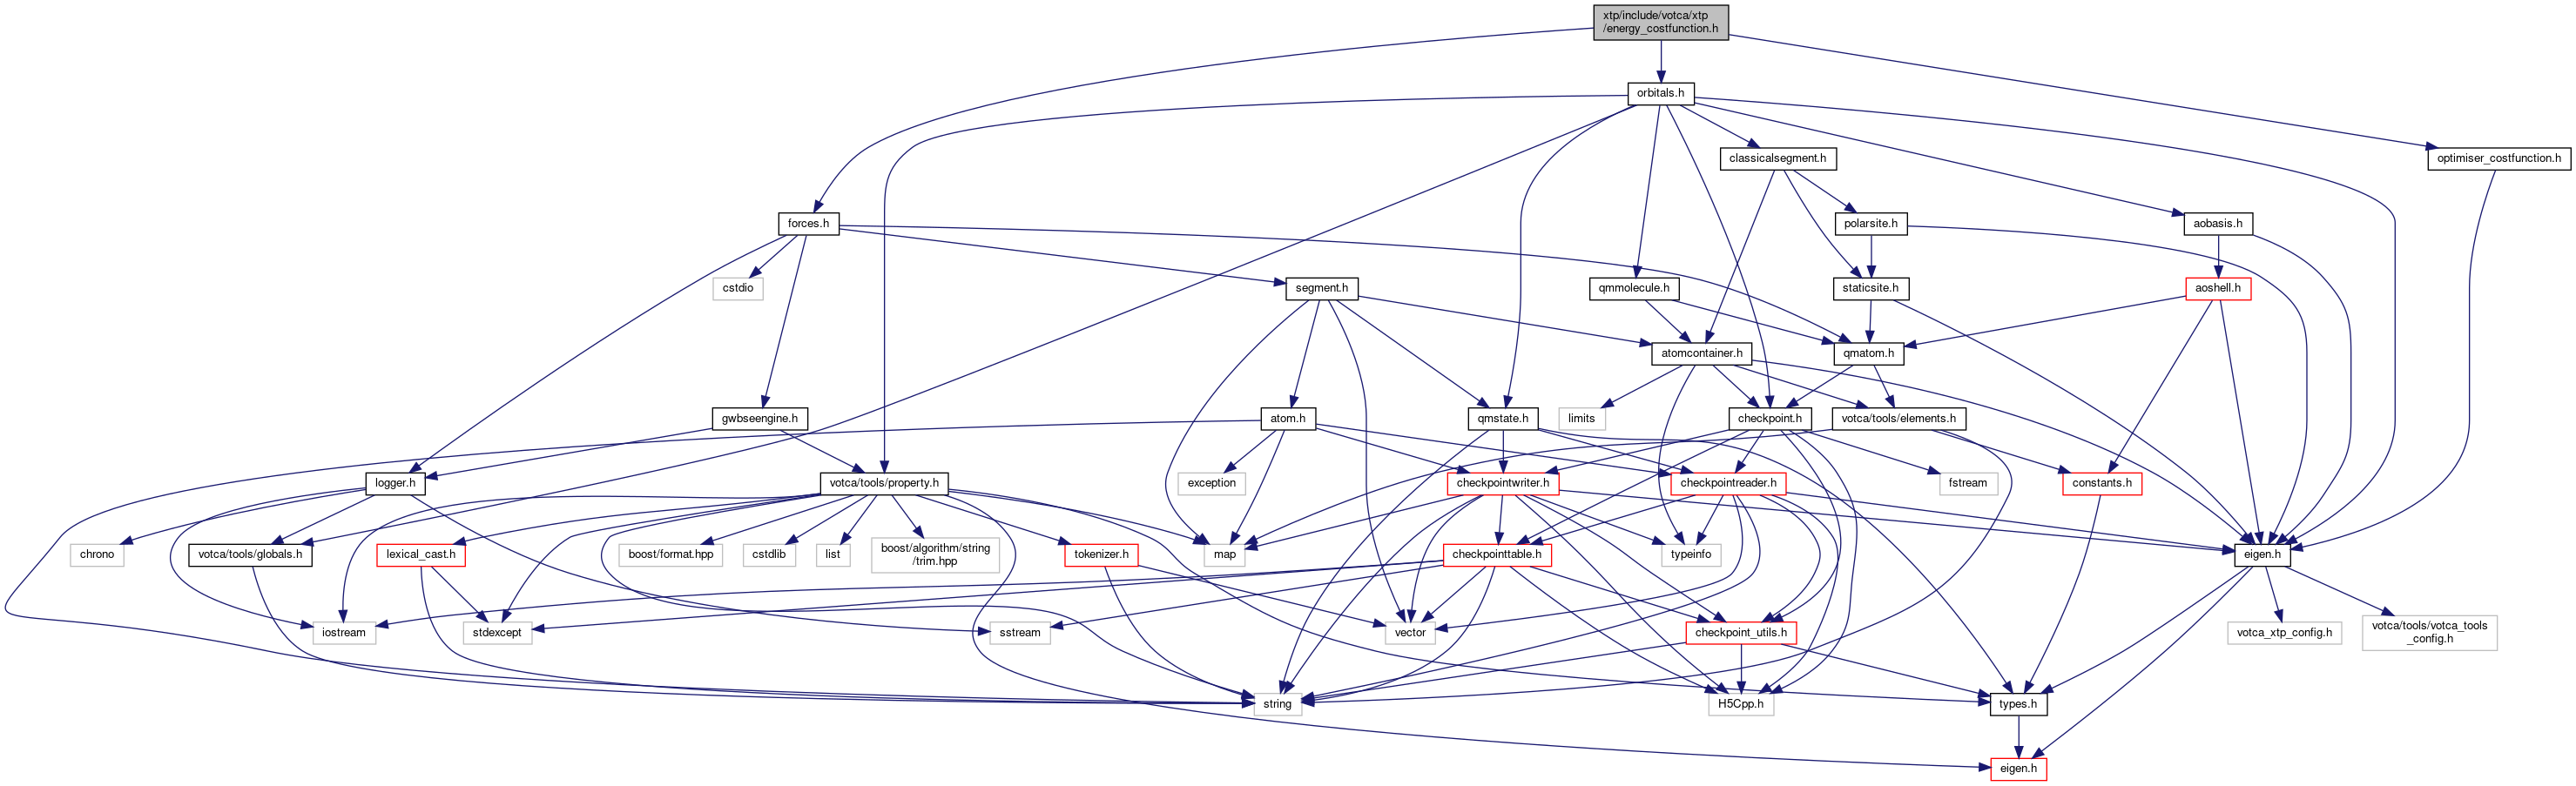 xtp/include/votca/xtp
/energy_costfunction.h
orbitals.h
classicalsegment.h
optimiser_costfunction.h
forces.h
polarsite.h
aobasis.h
cstdio
segment.h
qmmolecule.h
staticsite.h
aoshell.h
atomcontainer.h
qmatom.h
gwbseengine.h
atom.h
limits
qmstate.h
checkpoint.h
votca/tools/elements.h
logger.h
votca/tools/property.h
exception
checkpointwriter.h
checkpointreader.h
fstream
constants.h
chrono
votca/tools/globals.h
lexical_cast.h
boost/format.hpp
cstdlib
list
boost/algorithm/string
/trim.hpp
tokenizer.h
map
checkpointtable.h
typeinfo
eigen.h
iostream
stdexcept
sstream
vector
checkpoint_utils.h
votca_xtp_config.h
votca/tools/votca_tools
_config.h
string
H5Cpp.h
types.h
eigen.h